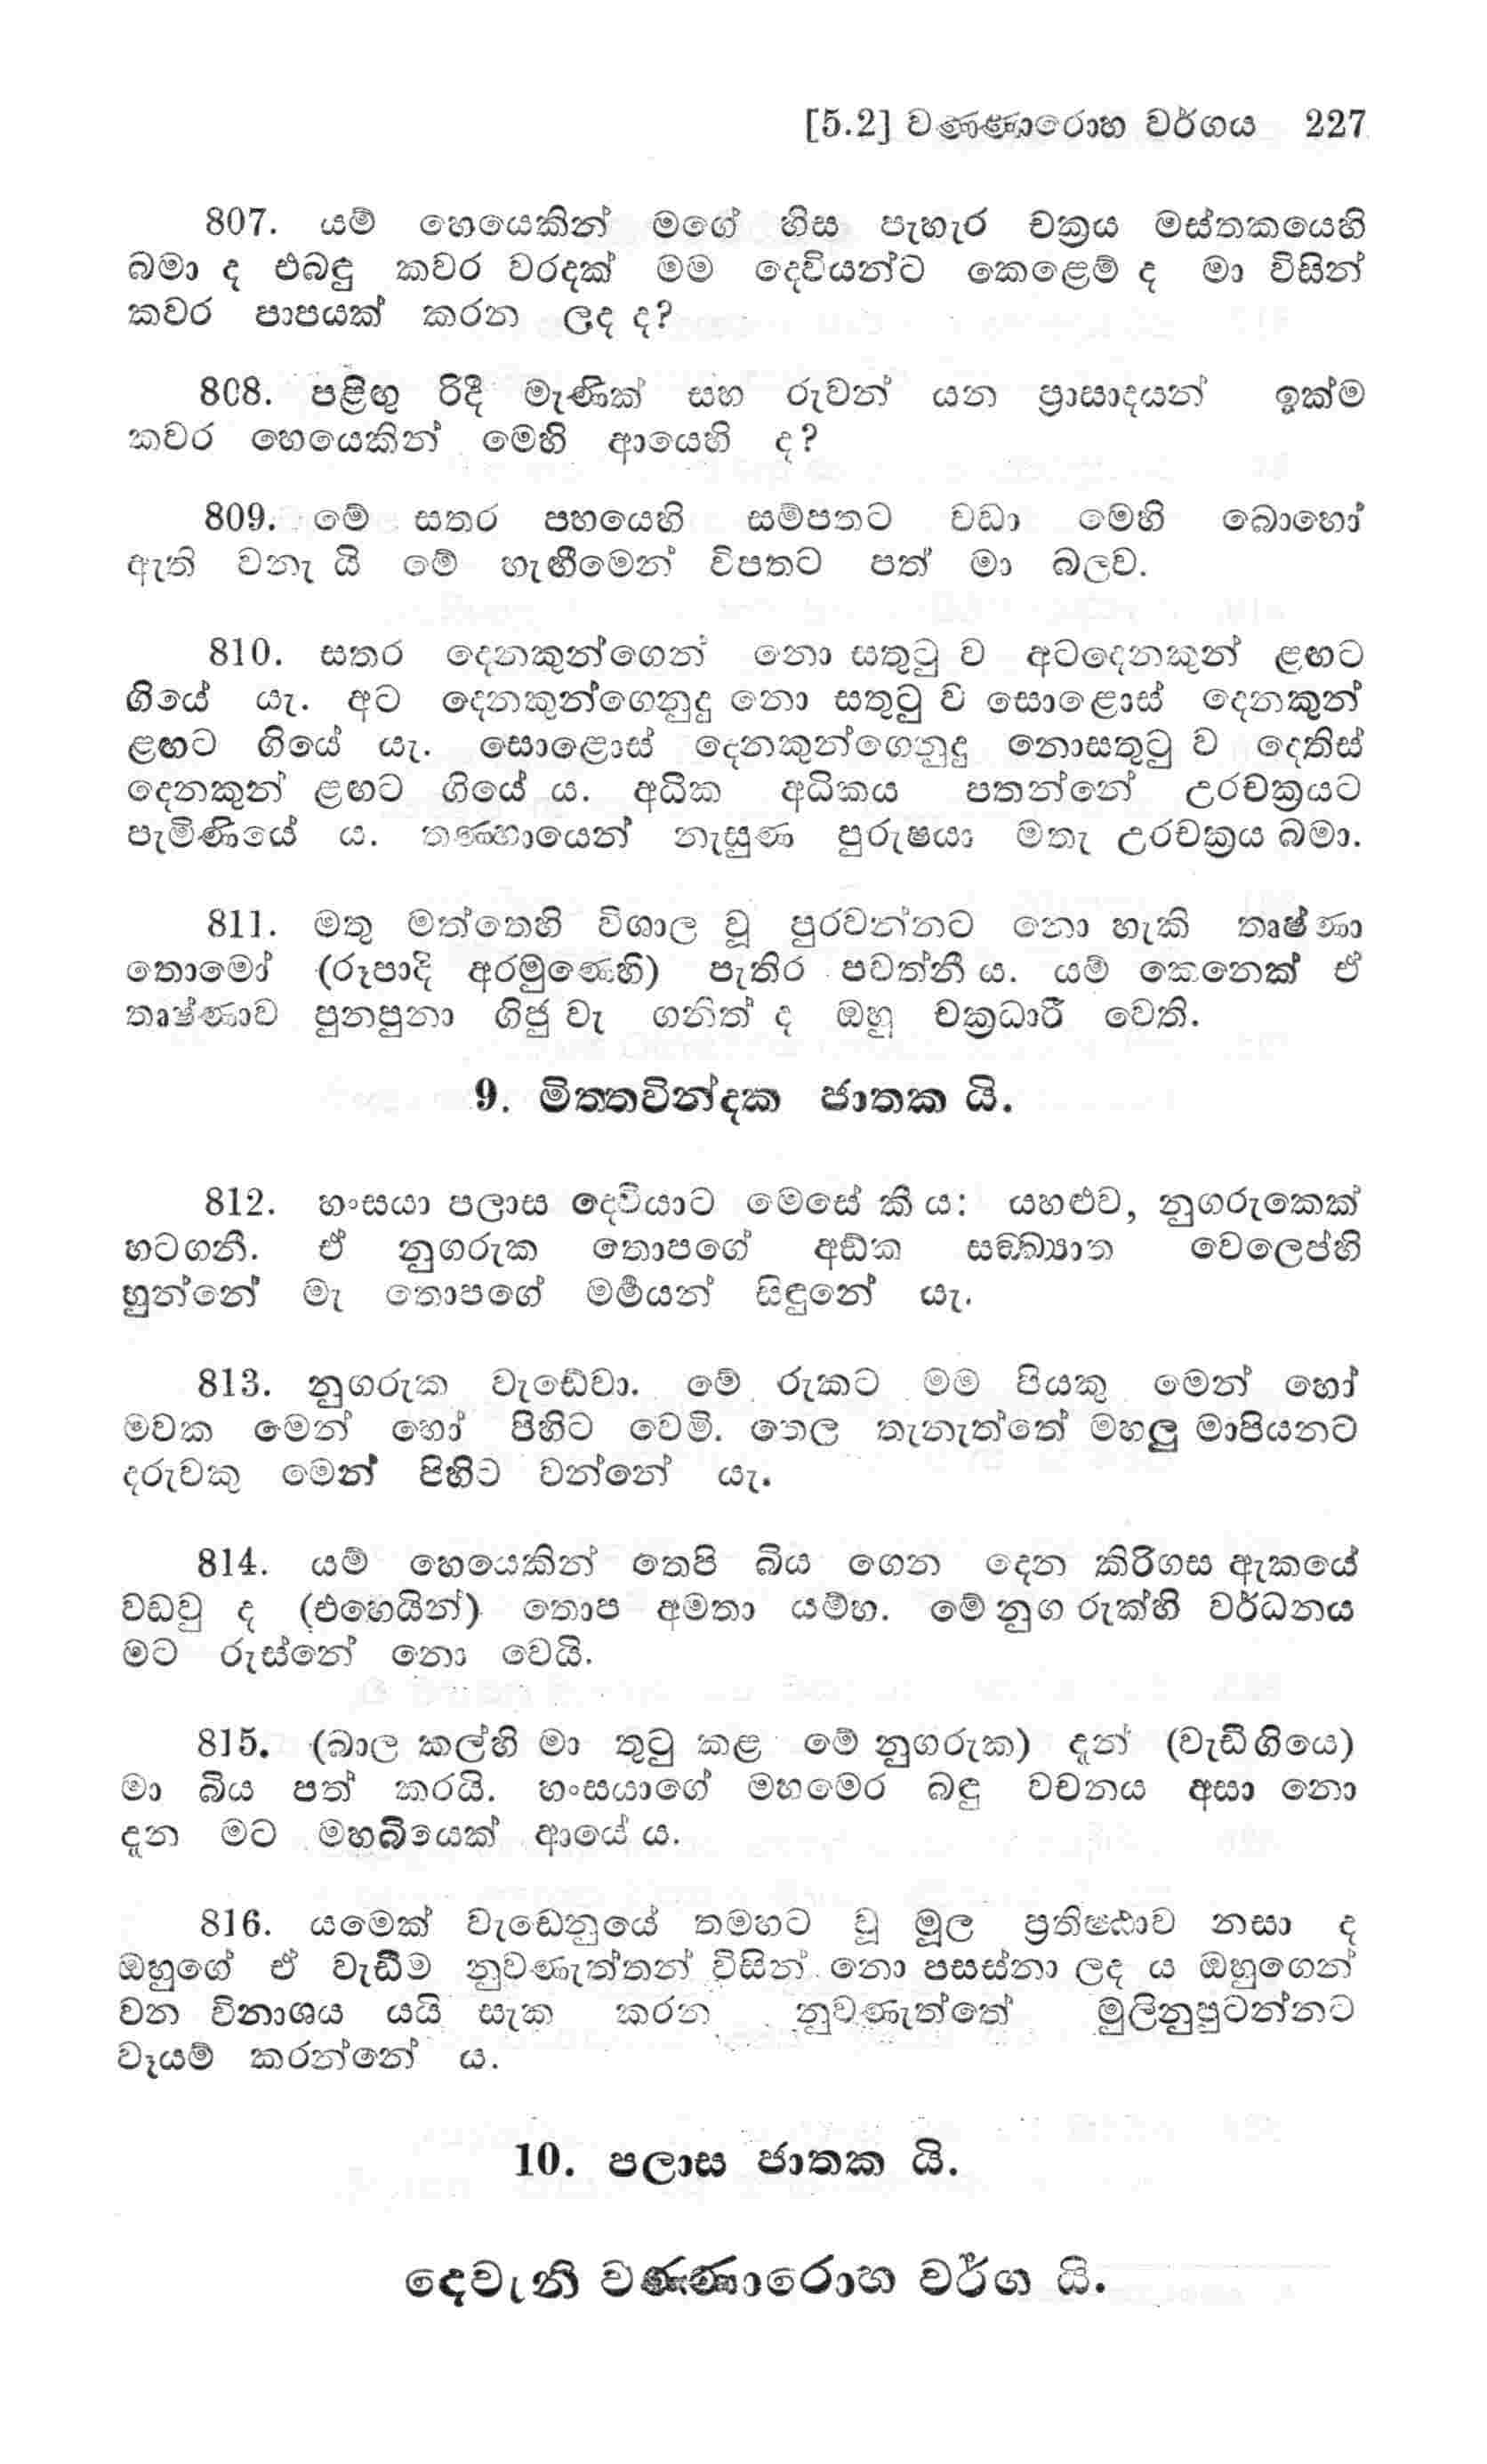 [5.2] වණ්ණාරොහ වර්ගය 227
807. යම් හෙයෙකින් මගේ හිස පැහැර චක්‍රය මස්තකයෙහි
බමා ද එබඳු කවර වරදක් මම දෙවියන්ට කෙළෙම් ද මා විසින්
කවර පාපයක් කරන ලද ද?
808. පළිඟු රිදී මැණික් සහ රුවන් යන ප්‍රාසාදයන් ඉක්ම
කවර හෙයෙකින් මෙහි ආයෙහි ද?
809. මේ සතර පහයෙහි සම්පතට වඩා මෙහි බොහෝ
ඇති වනැ යි මේ හැඟීමෙන් විපතට පත් මා බලව.
810. සතර දෙනකුන්ගෙන් නො සතුටු ව අටදෙනකුන් ළඟට
ගියේ යැ. අට දෙනකුන්ගෙනුදු නො සතුටු ව සොළොස් දෙනකුන්
ළඟට ගියේ යැ. සොළොස් දෙනකුන්ගෙනුදු නොසතුටු ව දෙතිස්
දෙනකුන් ළඟට ගියේ ය. අධික අධිකය පතන්නේ උරචක්‍රයට
පැමිණියේ ය. තණ්හායෙන් නැසුණ පුරුෂයා මතැ උරචක්‍රය බමා.
811. මතු මත්තෙහි විශාල වූ පුරවන්නට නො හැකි තෘෂ්ණා
තොමෝ (රූපාදි අරමුණෙහි) පැතිර පවත්නී ය. යම් කෙනෙක් ඒ
තෘෂ්ණාව පුනපුනා ගිජු වැ ගනිත් ද ඔහු චක්‍රධාරී වෙති.
9. මිත්තවින්දක ජාතක යි.
812. හංසයා පලාස දෙවියාට මෙසේ කී ය: යහළුව, නුගරුකෙක්
හටගනී. ඒ නුගරුක තොපගේ අඞ්ක සඞ්ඛ්‍යාත වෙලෙප්හි
හුන්නේ මැ තොපගේ මර්‍මයන් සිඳුනේ යැ.
813. නුගරුක වැඩේවා. මේ රුකට මම පියකු මෙන් හෝ
මවක මෙන් හෝ පිහිට වෙමි. තෙල තැනැත්තේ මහලු මාපියනට
දරුවකු මෙන් පිහිට වන්නේ යැ.
814. යම් හෙයෙකින් තෙපි බිය ගෙන දෙන කිරිගස ඇකයේ
වඩවු ද (එහෙයින්) තොප අමතා යම්හ. මේ නුග රුක්හි වර්ධනය
මට රුස්නේ නො වෙයි.
815. (බාල කල්හි මා තුටු කළ මේ නුගරුක) දැන් (වැඩීගියෙ)
මා බිය පත් කරයි. හංසයාගේ මහමෙර බඳු වචනය අසා නො
දැන මට මහබියෙක් ආයේ ය.
816. යමෙක් වැඩෙනුයේ තමහට වූ මූල ප්‍රතිෂ්ඨාව නසා ද
ඔහුගේ ඒ වැඩීම නුවණැත්තන් විසින් නො පසස්නා ලද ය ඔහුගෙන්
වන විනාශය යයි සැක කරන නුවණැත්තේ මුලිනුපුටන්නට
වෑයම් කරන්නේ ය.
10. පලාස ජාතක යි.
දෙවැනි වණ්ණාරොහ වර්ග යි.